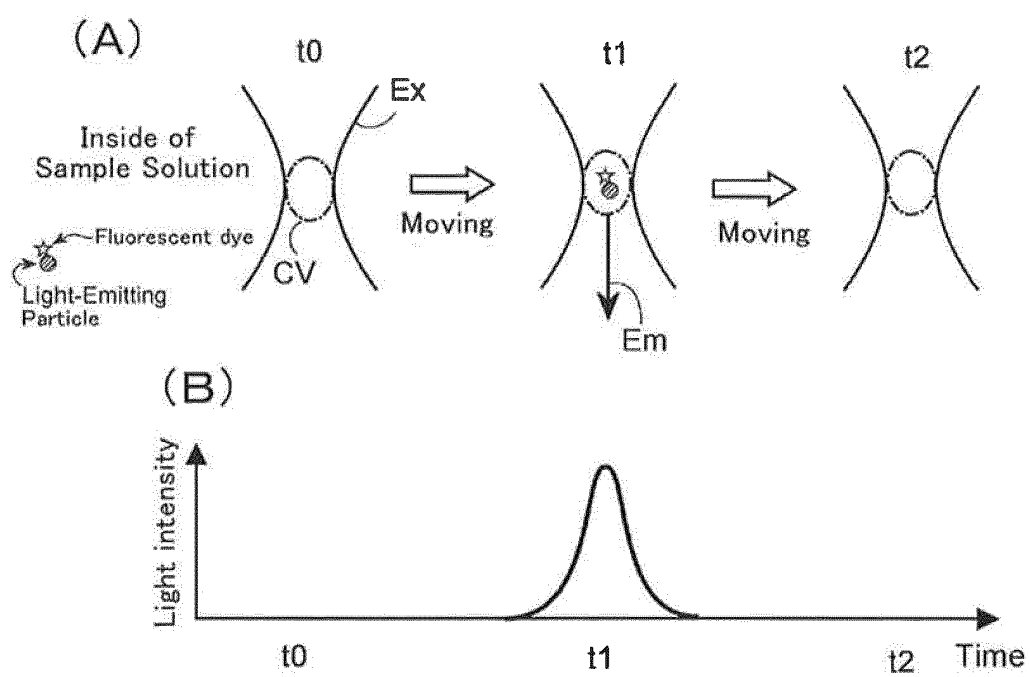 (A)
t0
t1
t2
Ex
Inside of
Sample Solution
Moving
Moving
Fluorescent dye
CV
Light-Emitting
Particle
Em
(B)
Light intensity
t0
t1
t2
Time